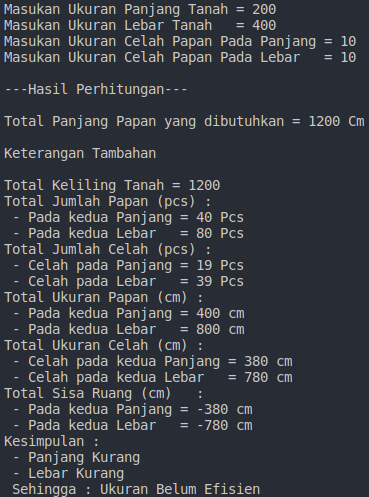 Masukan Ukuran Panjang Tanah = 200
Masukan Ukuran Lebar Tanah   = 400
Masukan Ukuran Celah Papan Pada Panjang = 10
Masukan Ukuran Celah Papan Pada Lebar   = 10
---Hasil Perhitungan---
Total Panjang Papan yang dibutuhkan = 1200 Cm
Keterangan Tambahan
Total Keliling Tanah = 1200
Total Jumlah Papan (pcs) :
 - Pada kedua Panjang = 40 Pcs
 - Pada kedua Lebar   = 80 Pcs
Total Jumlah Celah (pcs) :
 - Celah pada Panjang = 19 Pcs
 - Celah pada Lebar   = 39 Pcs
Total Ukuran Papan (cm) :
 - Pada kedua Panjang = 400 cm
 - Pada kedua Lebar   = 800 cm
Total Ukuran Celah (cm) :
 - Celah pada kedua Panjang = 380 cm
 - Celah pada kedua Lebar   = 780 cm
Total Sisa Ruang (cm)   :
 - Pada kedua Panjang = -380 cm
 - Pada kedua Lebar   = -780 cm
Kesimpulan :
 - Panjang Kurang
 - Lebar Kurang
 Sehingga : Ukuran Belum Efisien